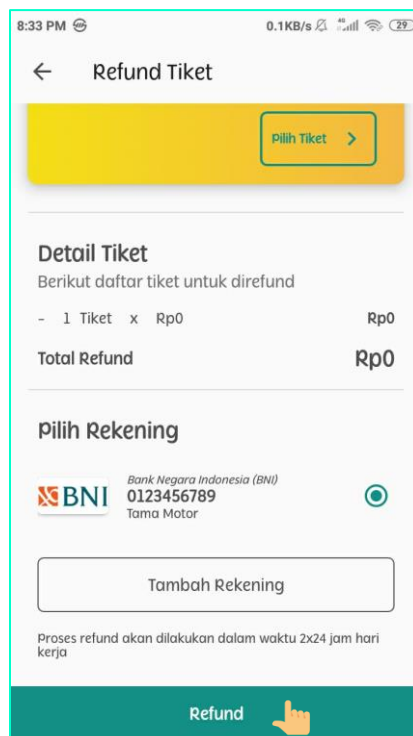 8:33 PM 0.1KB/s 4G 29
Refund Tiket
Pilih Tiket
Detail Tiket
Berikut daftar tiket untuk direfund
- 1 Tiket x Rp0 Rp0
Total Refund Rp0
Pilih Rekening
BNI
Bank Negara Indonesia (BNI)
0123456789
Tama Motor
Tambah Rekening
Proses refund akan dilakukan dalam waktu 2x24 jam hari
kerja
Refund